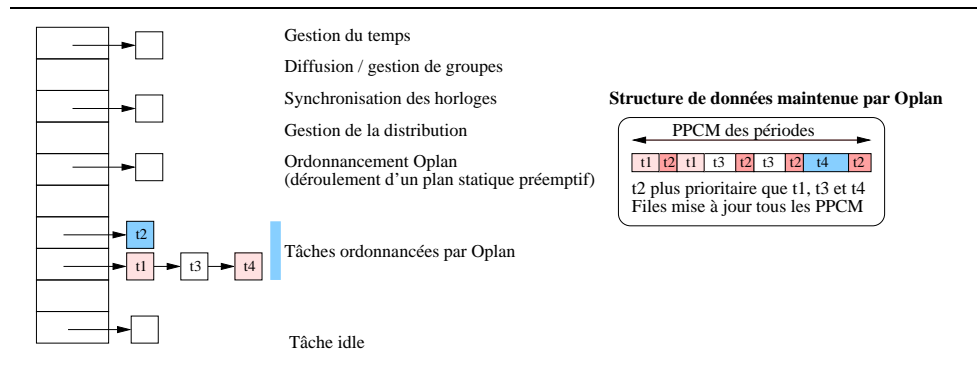 Gestion du temps
Diffusion / gestion de groupes
Synchronisation des horloges
Gestion de la distribution
Ordonnancement Oplan
(déroulement d'un plan statique préemptif)
t2
t1 t3 t4
Tâches ordonnancées par Oplan
Tâche idle
Structure de données maintenue par Oplan
PPCM des périodes
t1 t2 t1 t3 t2 t3 t2 t4 t2
t2 plus prioritaire que t1, t3 et t4
Files mise à jour tous les PPCM